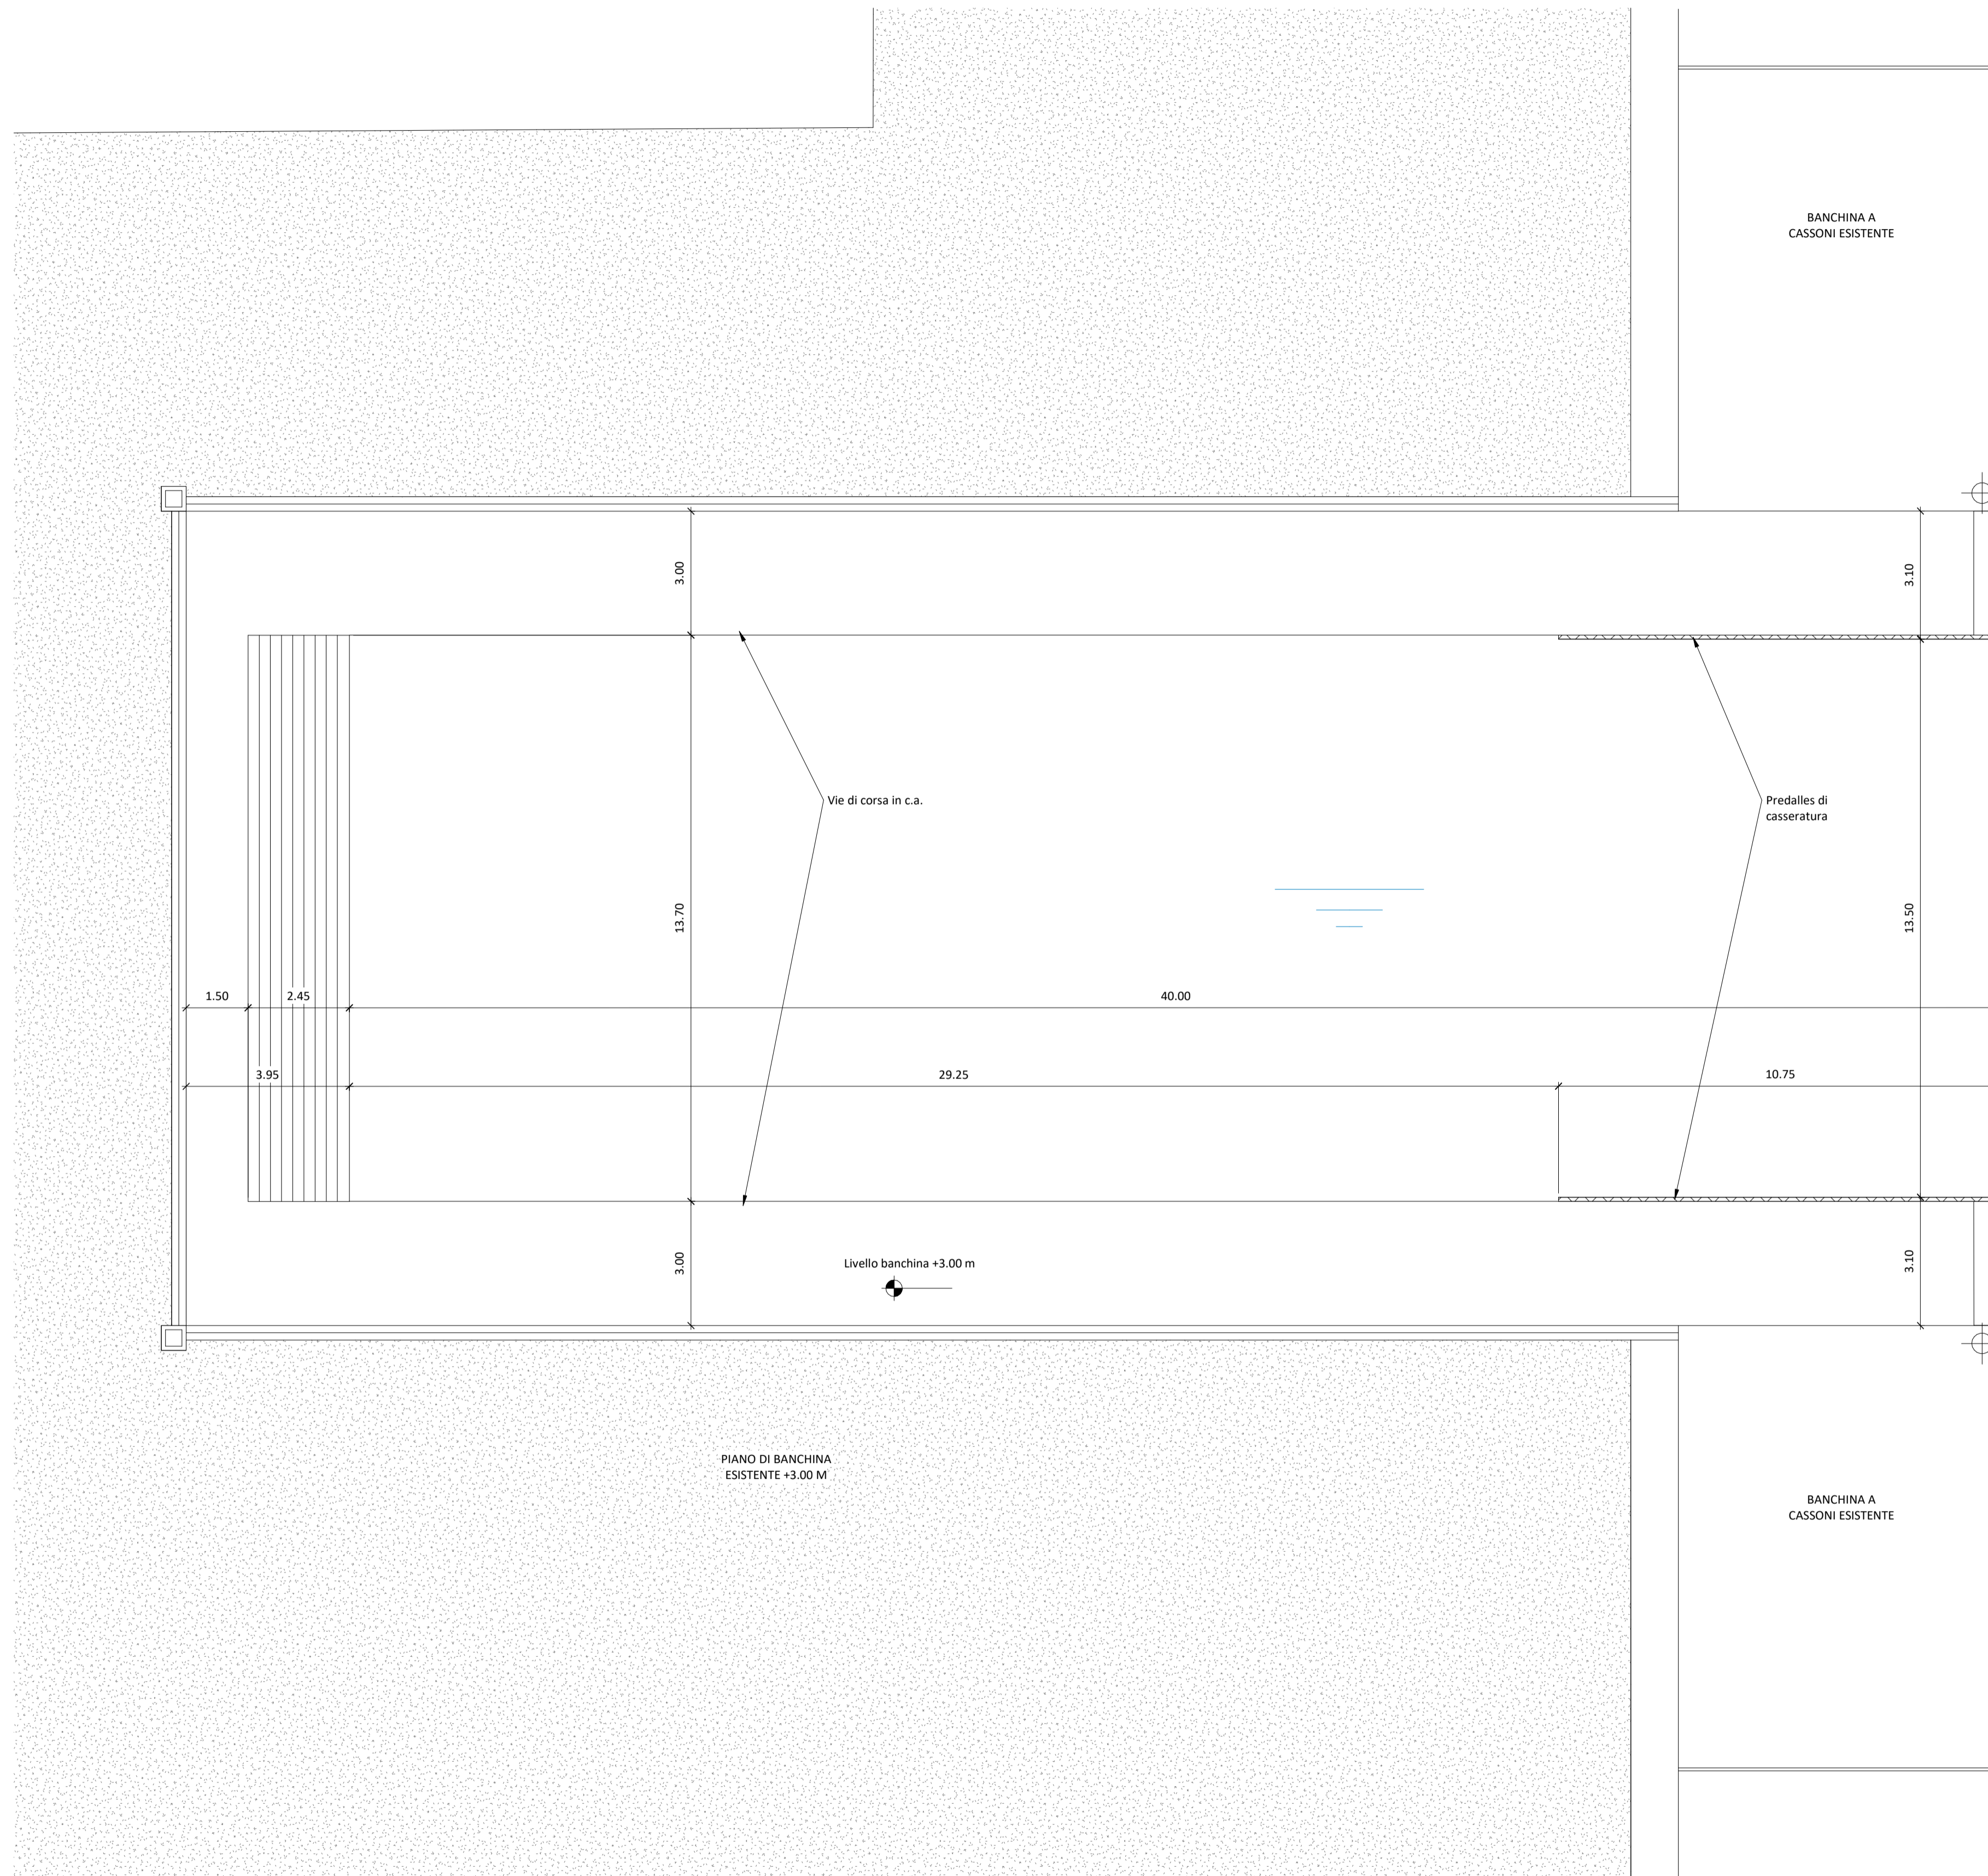 BANCHINA A
CASSONI ESISTENTE
3.00
3.10
Vie di corsa in c.a.
Predalles di
casseratura
13.70
13.50
1.50
2.45
40.00
3.95
29.25
10.75
3.00
Livello banchina +3.00 m
3.10
PIANO DI BANCHINA
ESISTENTE +3.00 M
BANCHINA A
CASSONI ESISTENTE